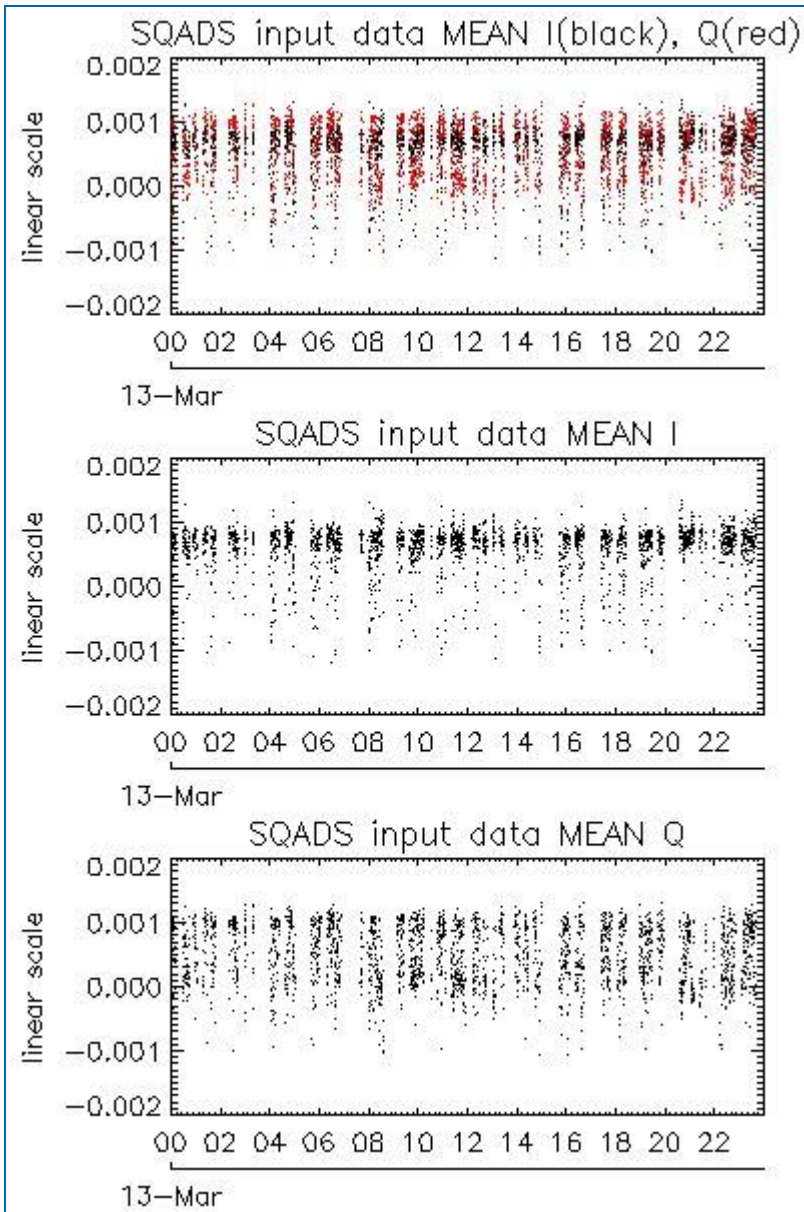 SQADS input data MEAN I(black), Q(red)
0.002
0.001
0.000
-0.001
-0.002
linear scale
00 02 04 06 08 10 12 14 16 18 20 22
13-Mar
SQADS input data MEAN I
0.002
0.001
0.000
-0.001
-0.002
linear scale
00 02 04 06 08 10 12 14 16 18 20 22
13-Mar
SQADS input data MEAN Q
0.002
0.001
0.000
-0.001
-0.002
linear scale
00 02 04 06 08 10 12 14 16 18 20 22
13-Mar